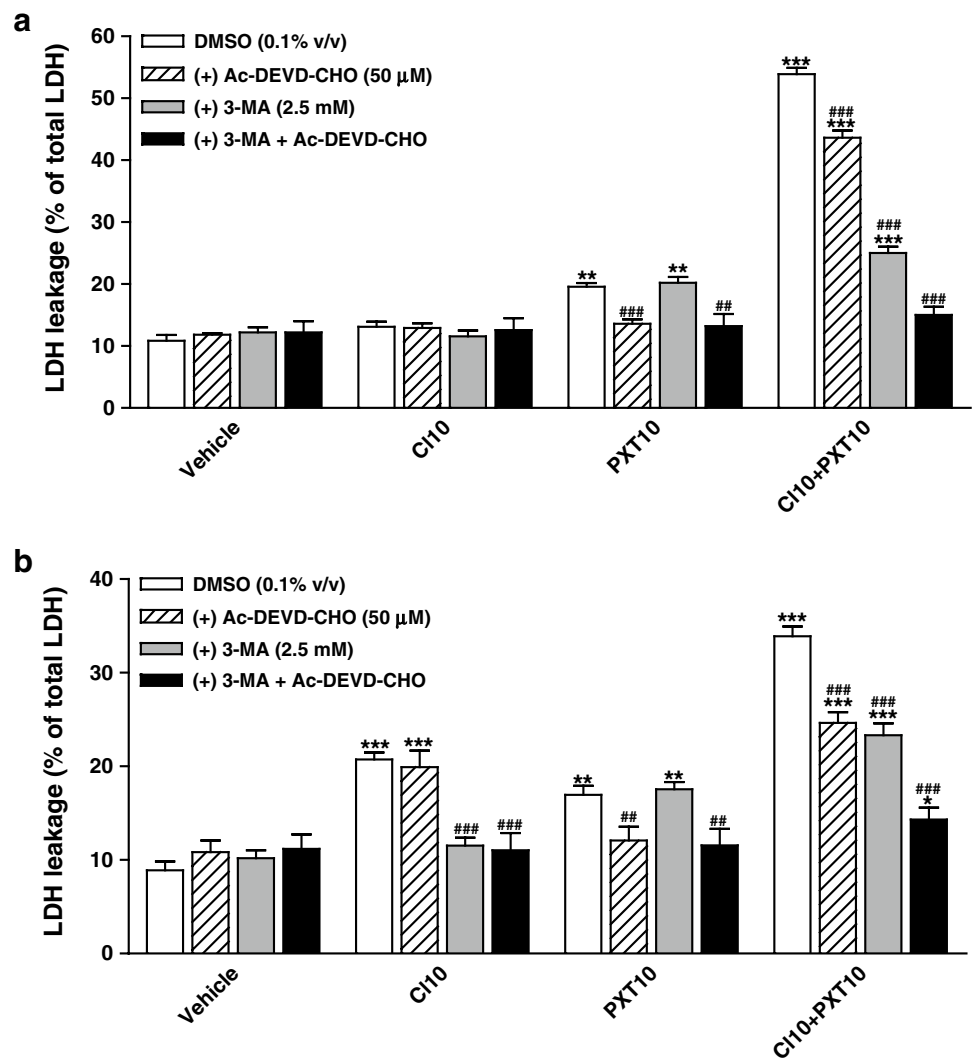 a
LDH leakage (% of total LDH)
60
50
40
30
20
10
0
DMSO (0.1% v/v)
(+) Ac-DEVD-CHO (50 µM)
(+) 3-MA (2.5 mM)
(+) 3-MA + Ac-DEVD-CHO
**
###
**
##
***
###
***
###
***
###
Vehicle
CI10
PXT10
CI10+PXT10
b
LDH leakage (% of total LDH)
40
30
20
10
0
DMSO (0.1% v/v)
(+) Ac-DEVD-CHO (50 µM)
(+) 3-MA (2.5 mM)
(+) 3-MA + Ac-DEVD-CHO
***
***
###
###
**
##
**
##
***
###
***
###
***
###
*
Vehicle
CI10
PXT10
CI10+PXT10